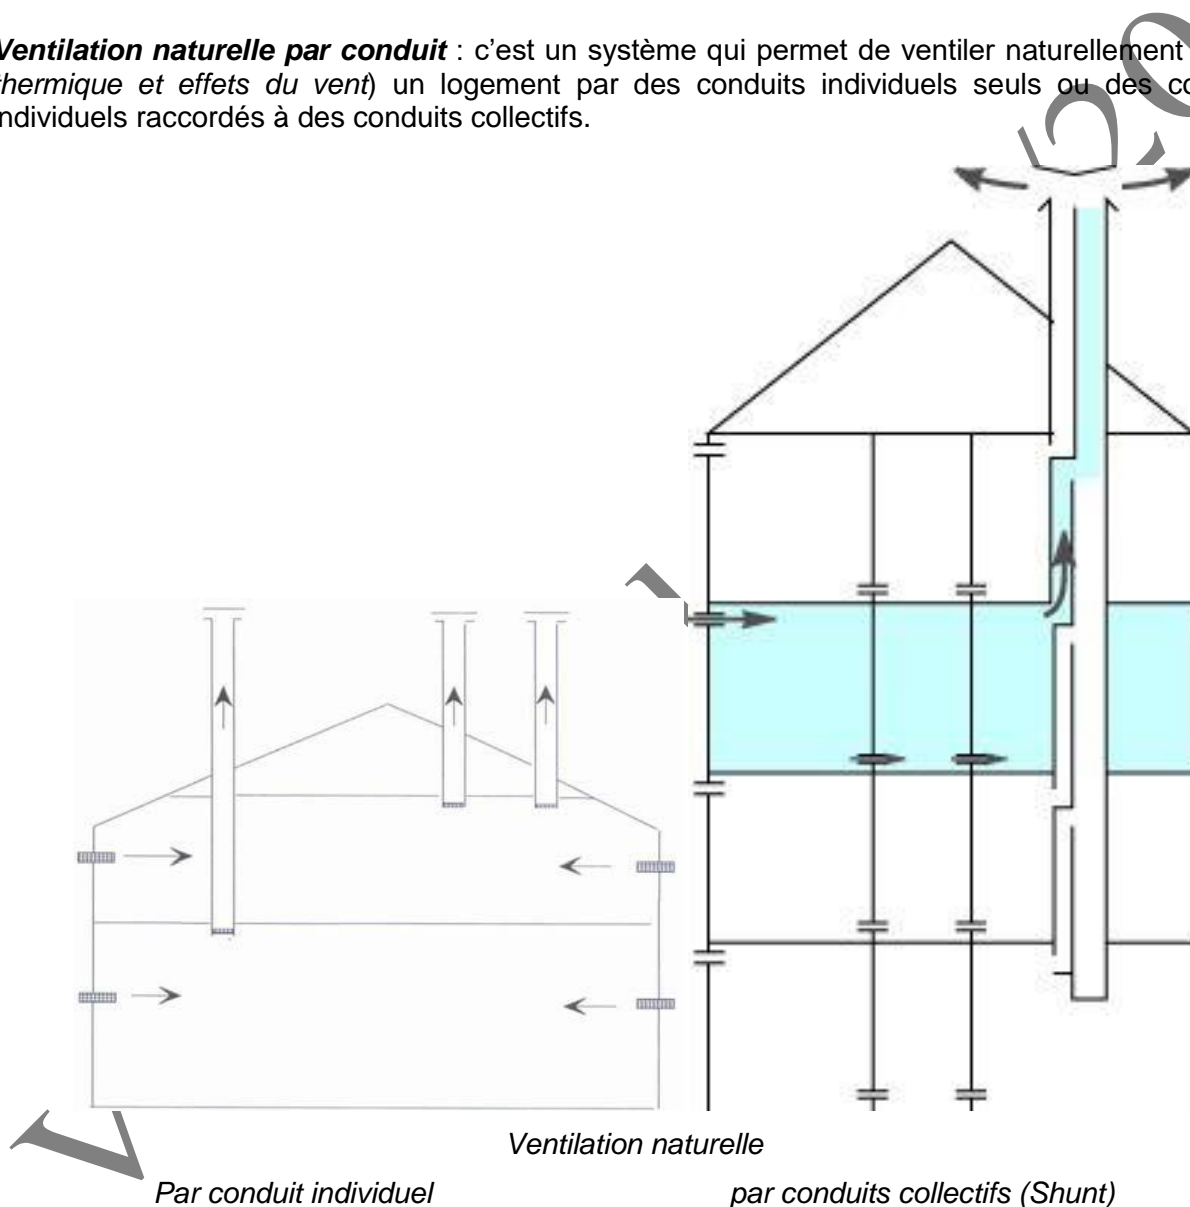 Ventilation naturelle par conduit : c’est un système qui permet de ventiler naturellement
thermique et effets du vent) un logement par des conduits individuels seuls ou des
individuels raccordés à des conduits collectifs.
Ventilation naturelle
Par conduit individuel par conduits collectifs (Shunt)